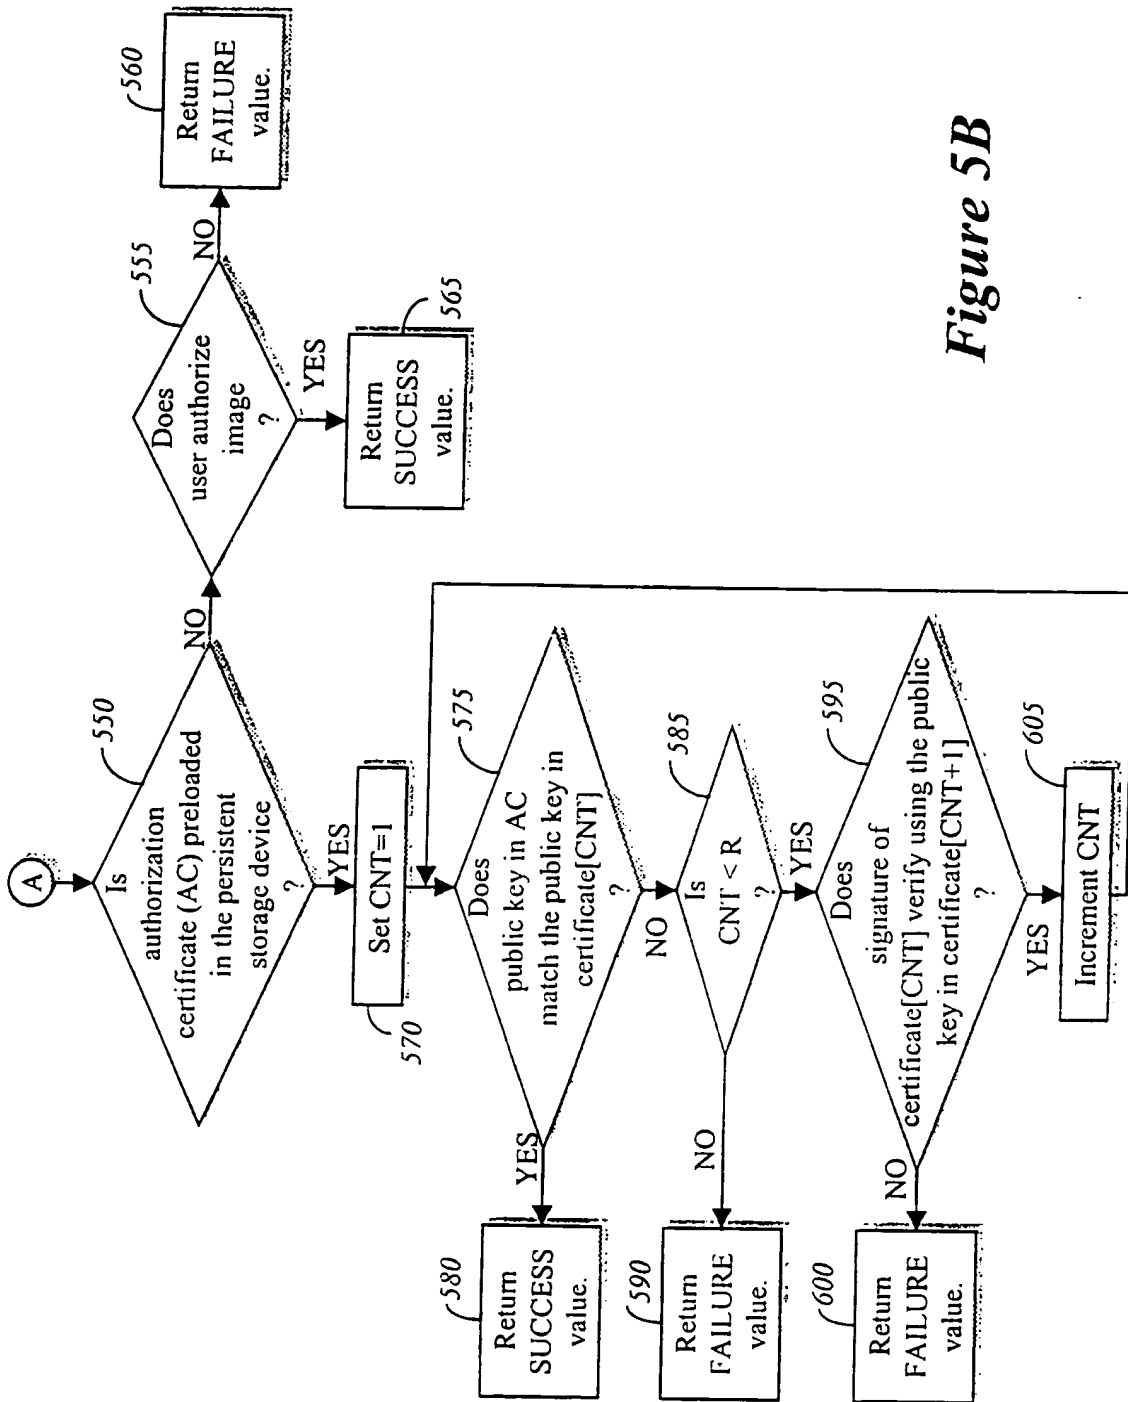 A
550
Is
authorization
certificate (AC) preloaded
in the persistent
storage device
?
NO
555
Does
user authorize
image
?
NO
560
Return
FAILURE
value.
YES
565
Return
SUCCESS
value.
YES
570
Set CNT=1
575
Does
public key in AC
match the public key in
certificate[CNT]
?
YES
580
Return
SUCCESS
value.
NO
585
Is
CNT < R
?
NO
590
Return
FAILURE
value.
YES
595
Does
signature of
certificate[CNT] verify using the public
key in certificate[CNT+1]
?
NO
600
Return
FAILURE
value.
YES
605
Increment CNT
Figure 5B